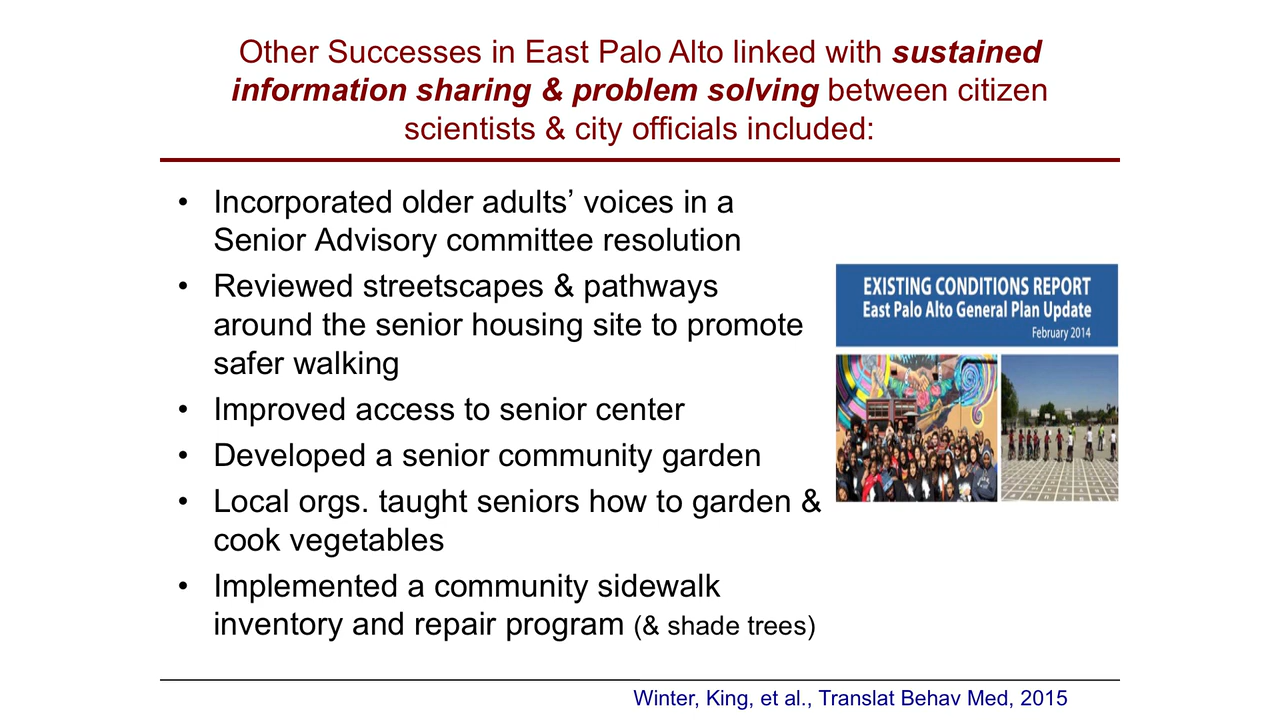 Other Successes in East Palo Alto linked with sustained
information sharing & problem solving between citizen
scientists & city officials included:
• Incorporated older adults’ voices in a
Senior Advisory committee resolution
• Reviewed streetscapes & pathways
around the senior housing site to promote
safer walking
• Improved access to senior center
• Developed a senior community garden
• Local orgs. taught seniors how to garden &
cook vegetables
• Implemented a community sidewalk
inventory and repair program (& shade trees)
EXISTING CONDITIONS REPORT
East Palo Alto General Plan Update
February 2014
Winter, King, et al., Translat Behav Med, 2015